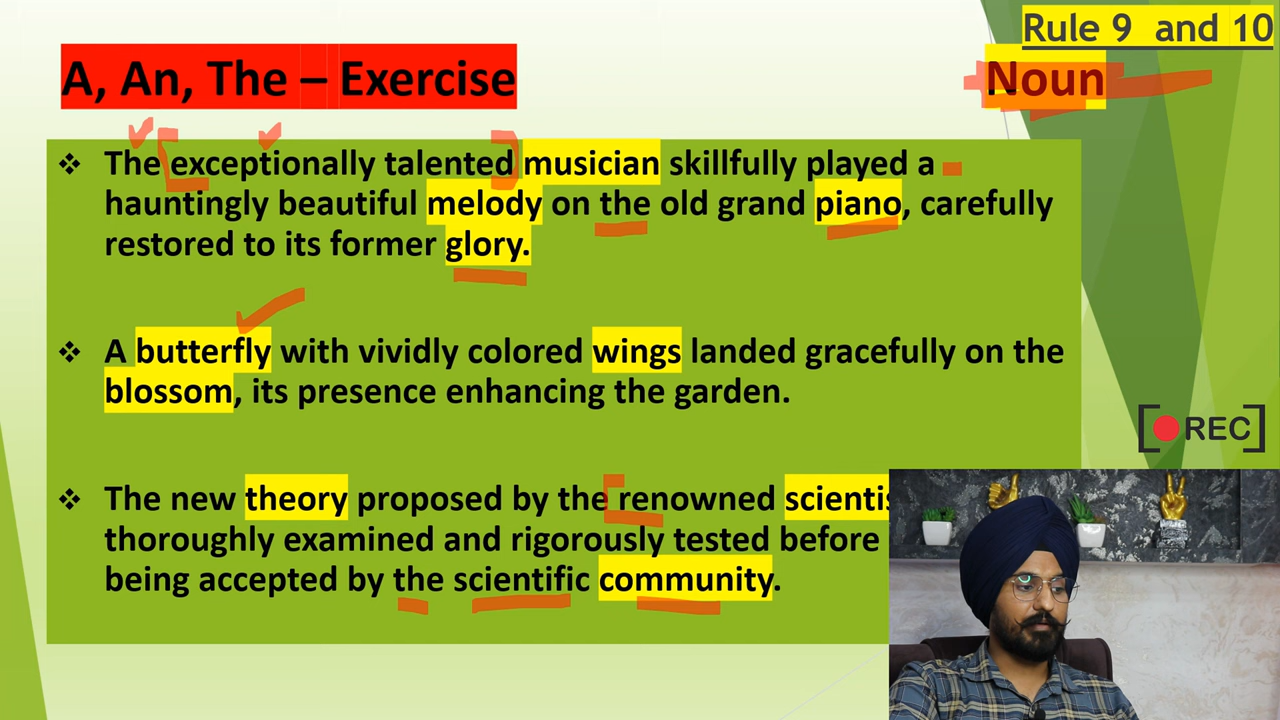 Rule 9 and 10
A, An, The – Exercise
Noun
The exceptionally talented musician skillfully played a
hauntingly beautiful melody on the old grand piano, carefully
restored to its former glory.
A butterfly with vividly colored wings landed gracefully on the
blossom, its presence enhancing the garden.
REC
The new theory proposed by the renowned
thoroughly examined and rigorously tested before
being accepted by the scientific community.